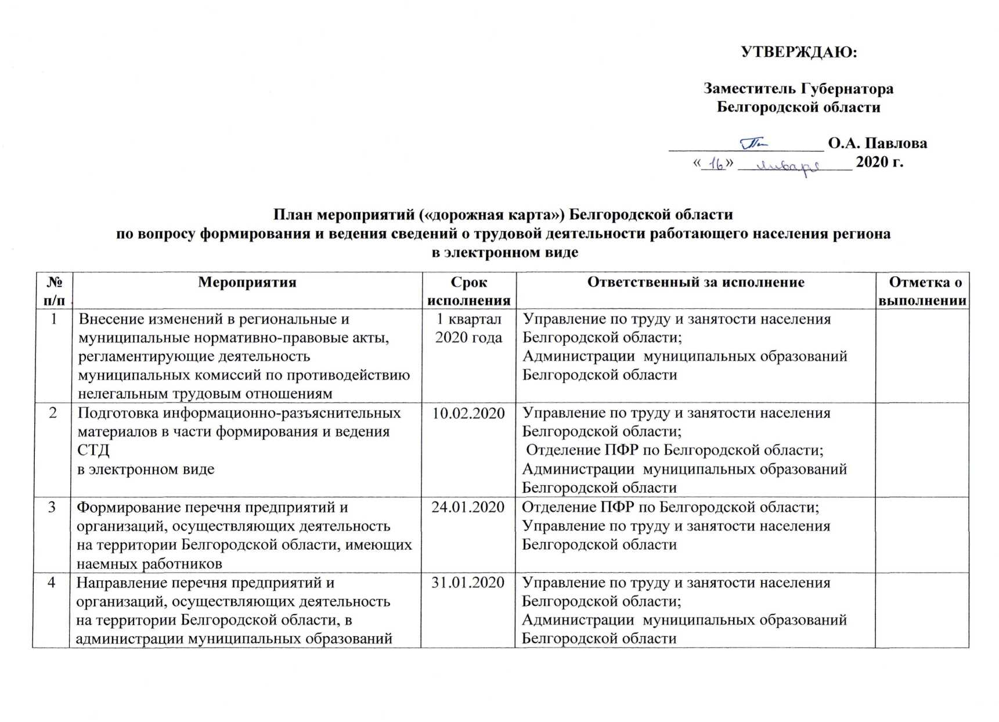 УТВЕРЖДАЮ:
Заместитель Губернатора
Белгородской области
О.А. Павлова
«16» января 2020 г.
План мероприятий («дорожная карта») Белгородской области
по вопросу формирования и ведения сведений о трудовой деятельности работающего населения региона
в электронном виде
№ п/п
Мероприятия
Срок исполнения
Ответственный за исполнение
Отметка о выполнении
1
Внесение изменений в региональные и
муниципальные нормативно-правовые акты,
регламентирующие деятельность
муниципальных комиссий по противодействию
нелегальным трудовым отношениям
1 квартал
2020 года
Управление по труду и занятости населения
Белгородской области;
Администрации муниципальных образований
Белгородской области
2
Подготовка информационно-разъяснительных
материалов в части формирования и ведения
СТД
в электронном виде
10.02.2020
Управление по труду и занятости населения
Белгородской области;
Отделение ПФР по Белгородской области;
Администрации муниципальных образований
Белгородской области
3
Формирование перечня предприятий и
организаций, осуществляющих деятельность
на территории Белгородской области, имеющих
наемных работников
24.01.2020
Отделение ПФР по Белгородской области;
Управление по труду и занятости населения
Белгородской области
4
Направление перечня предприятий и
организаций, осуществляющих деятельность
на территории Белгородской области, в
администрации муниципальных образований
31.01.2020
Управление по труду и занятости населения
Белгородской области;
Администрации муниципальных образований
Белгородской области